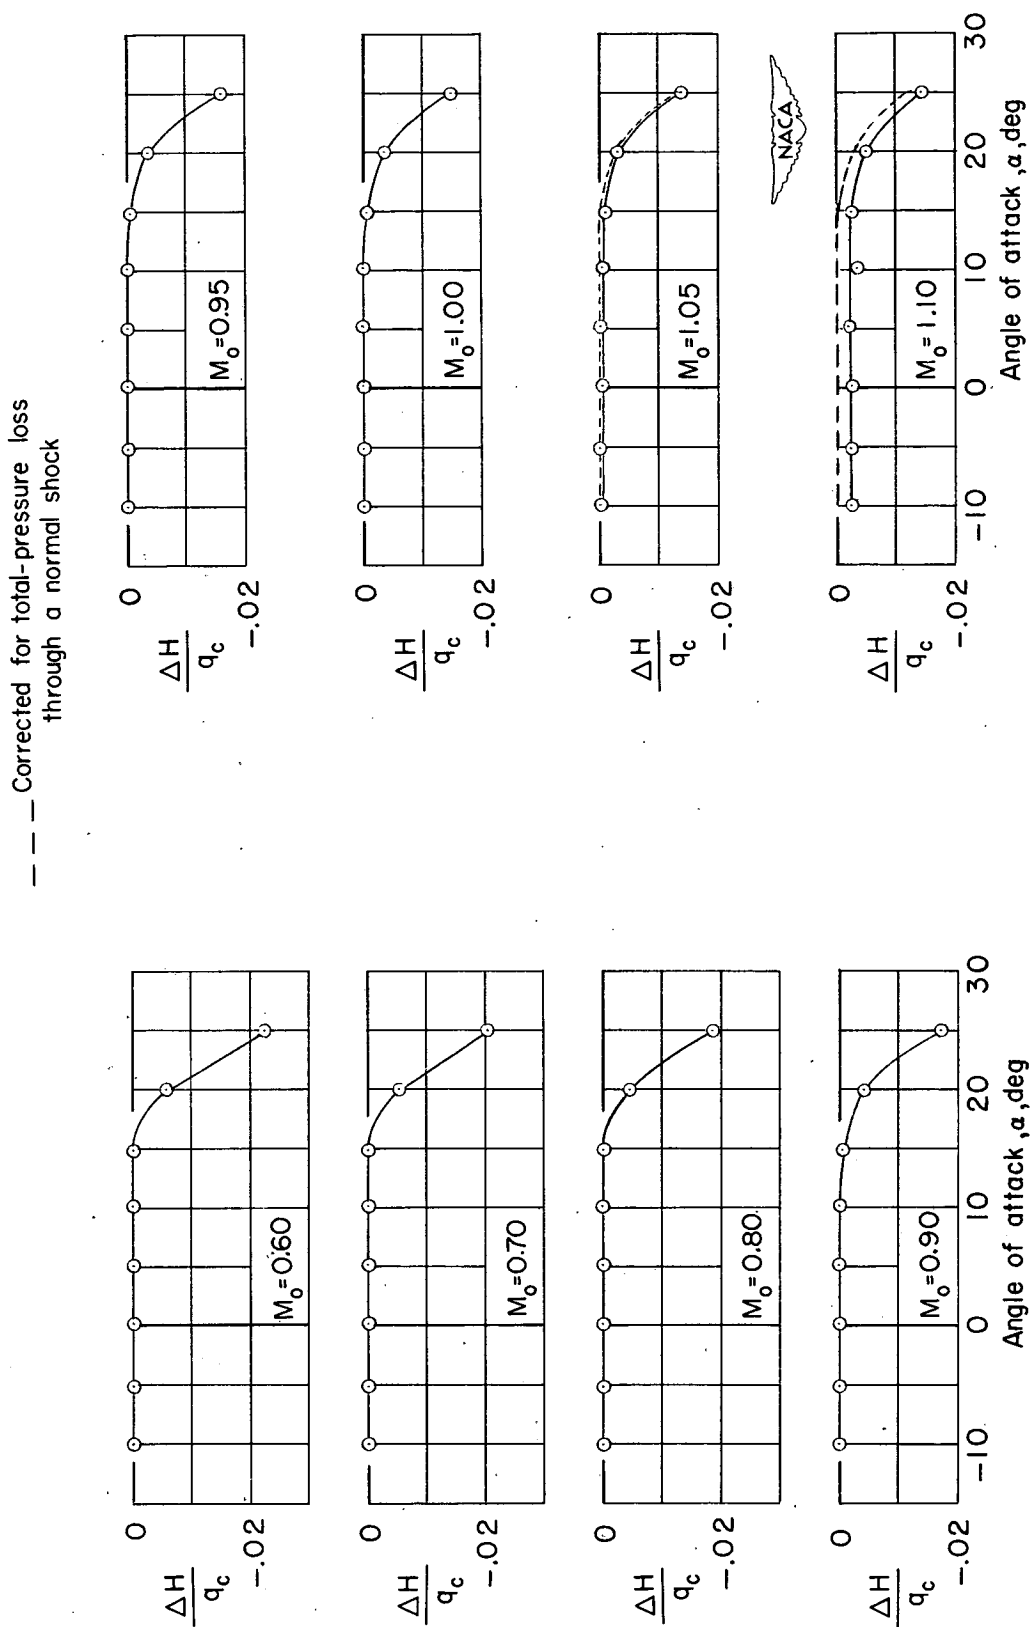 — — — Corrected for total-pressure loss
through a normal shock
ΔH
q_c
0
-.02
M_o=0.60
ΔH
q_c
0
-.02
M_o=0.70
ΔH
q_c
0
-.02
M_o=0.80
ΔH
q_c
0
-.02
M_o=0.90
-10 0 10 20 30
Angle of attack ,α,deg
ΔH
q_c
0
-.02
M_o=0.95
ΔH
q_c
0
-.02
M_o=1.00
ΔH
q_c
0
-.02
M_o=1.05
NACA
ΔH
q_c
0
-.02
M_o=1.10
-10 0 10 20 30
Angle of attack ,α,deg